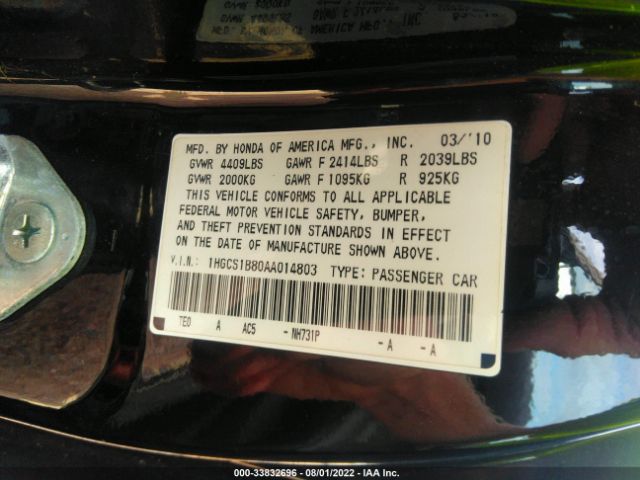 MFD. BY HONDA OF AMERICA MFG., INC. 03/'10
GVWR 4409LBS GAWR F 2414LBS R 2039LBS
GVWR 2000KG GAWR F 1095KG R 925KG
THIS VEHICLE CONFORMS TO ALL APPLICABLE
FEDERAL MOTOR VEHICLE SAFETY, BUMPER,
AND THEFT PREVENTION STANDARDS IN EFFECT
ON THE DATE OF MANUFACTURE SHOWN ABOVE.
V.I.N.: 1HGCS1B80AA014803 TYPE: PASSENGER CAR
TE0 A AC5 -NH731P -A -A
00-33832696 - 08/01/2022 - IAA Inc.